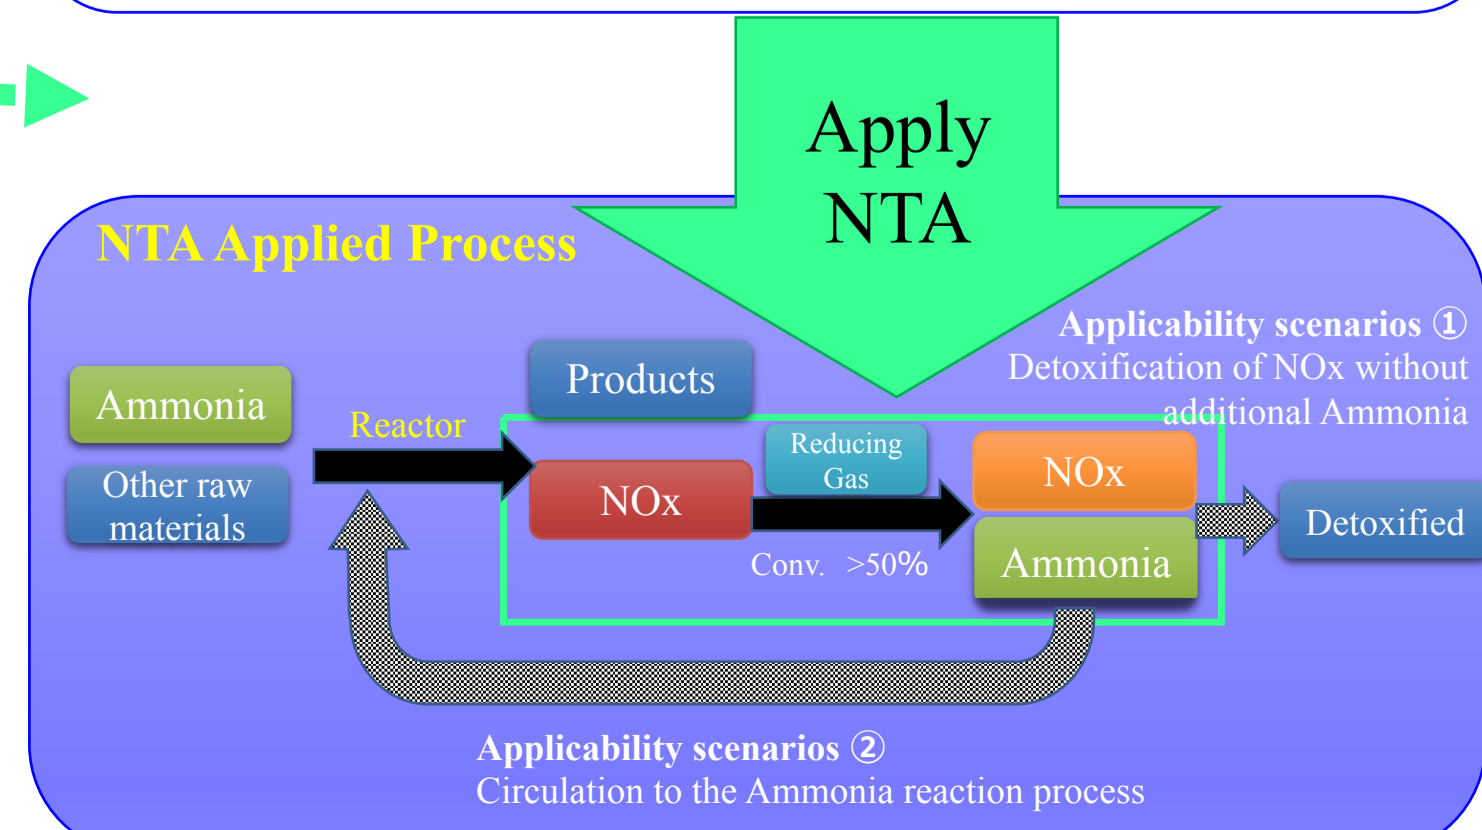 Apply
NTA
NTA Applied Process
Applicability scenarios ①
Detoxification of NOx without
additional Ammonia
Ammonia
Other raw
materials
Reactor
Products
NOx
Reducing
Gas
Conv. >50%
NOx
Ammonia
Detoxified
Applicability scenarios ②
Circulation to the Ammonia reaction process